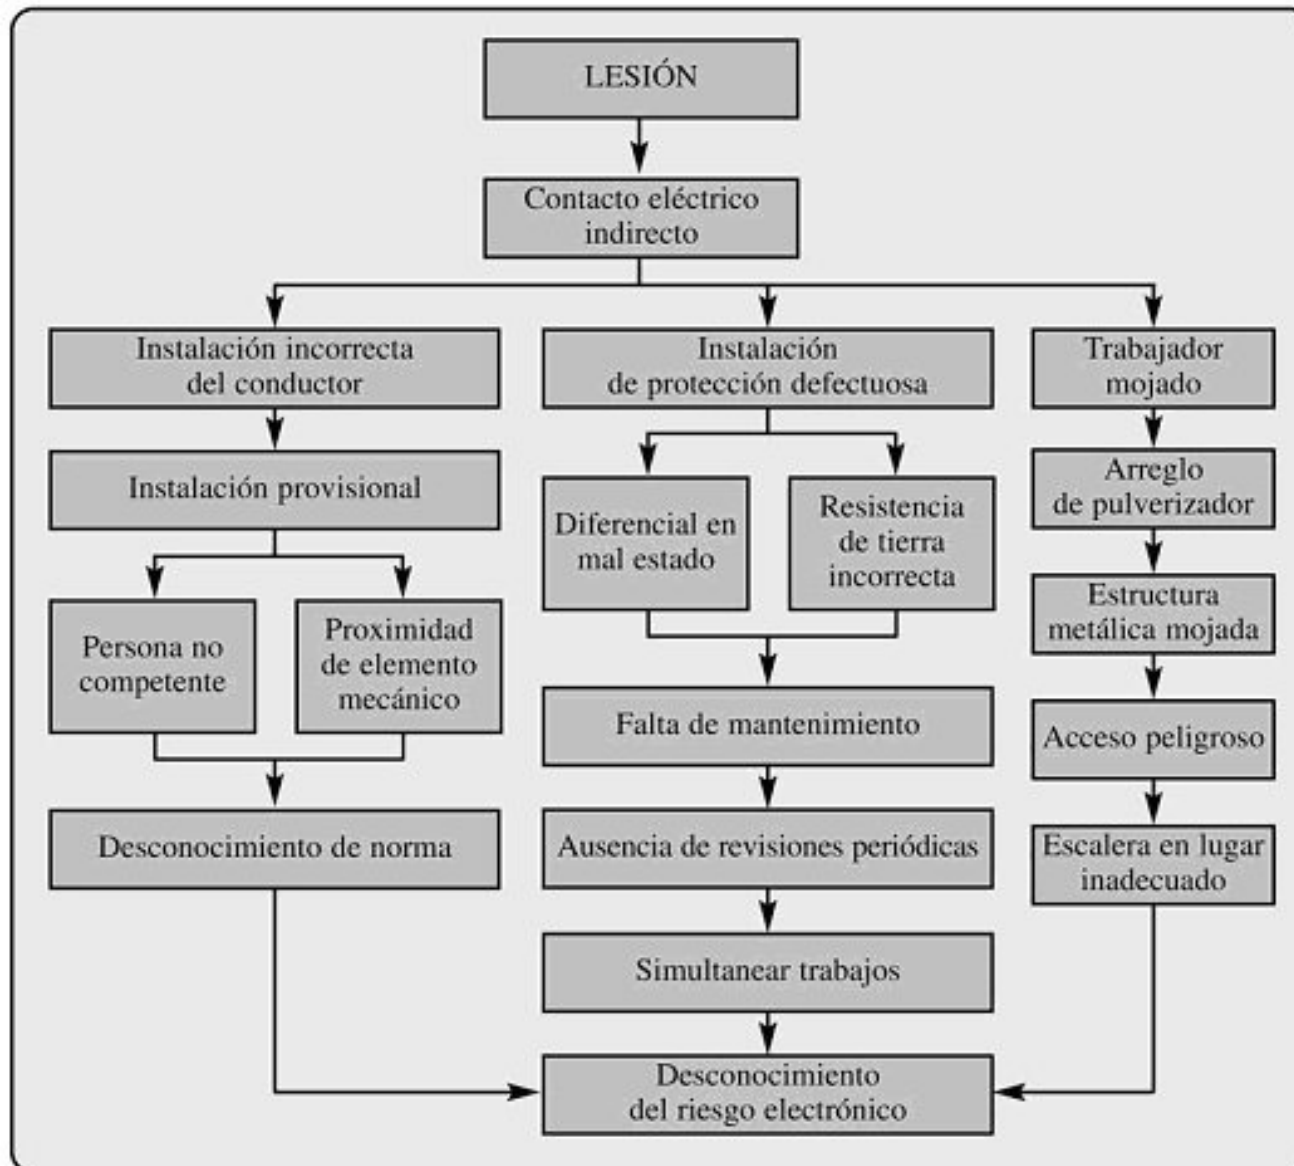 LESIÓN
Contacto eléctrico
indirecto
Instalación incorrecta
del conductor
Instalación
de protección defectuosa
Trabajador
mojado
Instalación provisional
Arreglo
de pulverizador
Diferencial en
mal estado
Resistencia
de tierra
incorrecta
Estructura
metálica mojada
Persona no
competente
Proximidad
de elemento
mecánico
Falta de mantenimiento
Acceso peligroso
Desconocimiento de norma
Ausencia de revisiones periódicas
Escalera en lugar
inadecuado
Simultanear trabajos
Desconocimiento
del riesgo electrónico